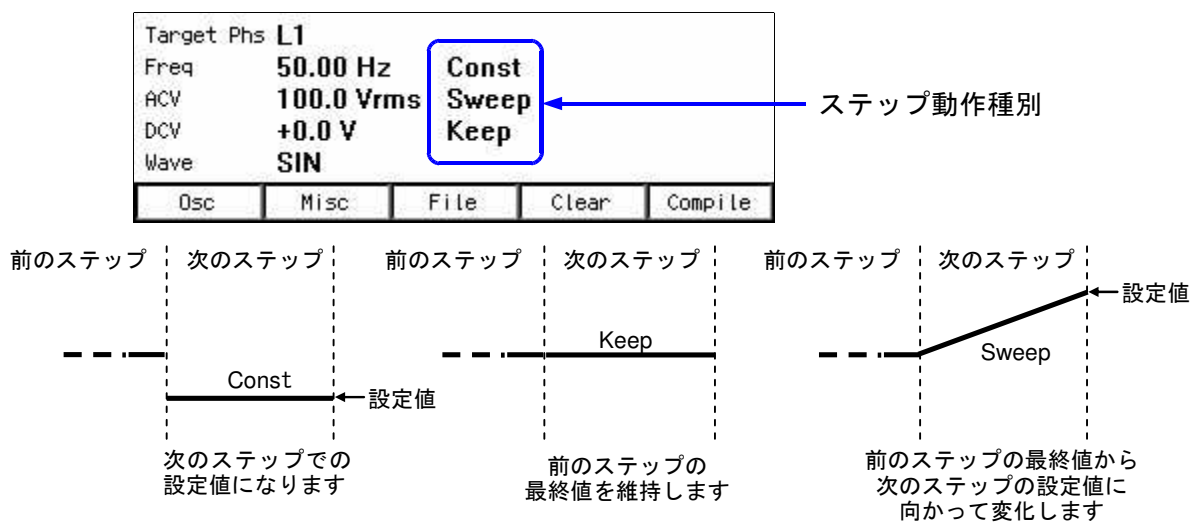 Target Phs L1
Freq 50.00 Hz Const
ACV 100.0 Vrms Sweep
DCV +0.0 V Keep
Wave SIN
ステップ動作種別
Osc Misc File Clear Compile
前のステップ 次のステップ 前のステップ 次のステップ 前のステップ 次のステップ
設定値
Keep
Sweep
Const
設定値
次のステップでの
設定値になります
前のステップの
最終値を維持します
前のステップの最終値から
次のステップの設定値に
向かって変化します